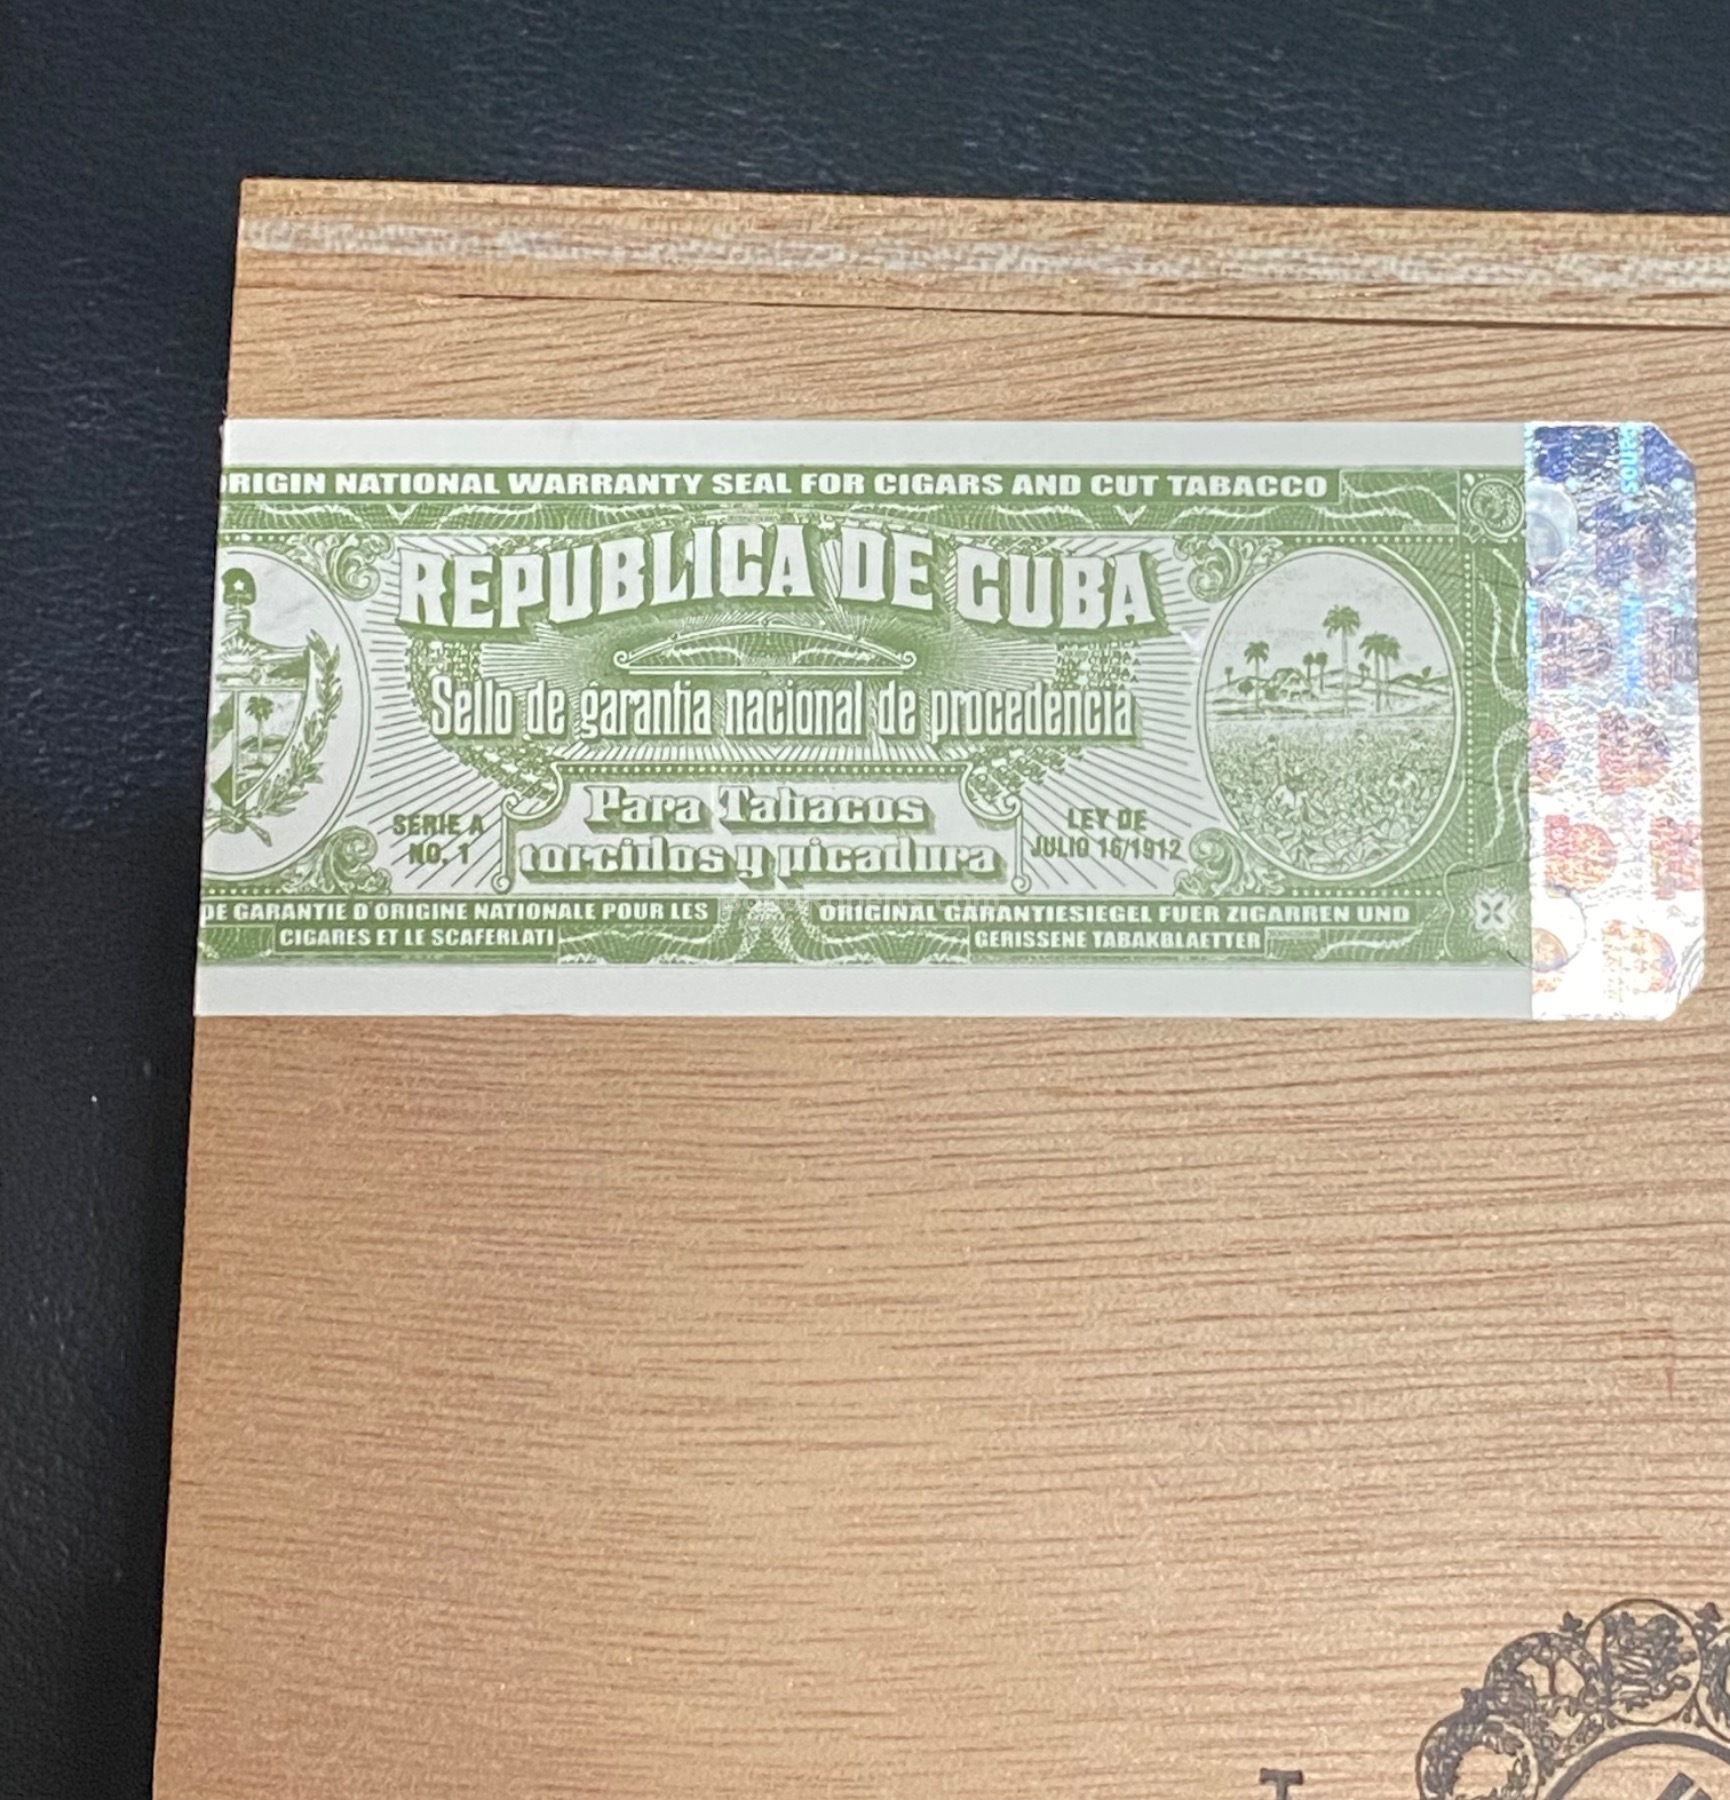 RIGIN NATIONAL WARRANTY SEAL FOR CIGARS AND CUT TABACCO
REPUBLICA DE CUBA
Sello de garantia nacional de procedencia
Para Tabacos
torcidos y picadura
SERIE A
NO. 1
LEY DE
JULIO 16/1912
DE GARANTIE D'ORIGINE NATIONALE POUR LES
CIGARES ET LE SCAFERLATI
ORIGINAL GARANTIESIEGEL FUER ZIGARREN UND
GERISSENE TABAKBLAETTER